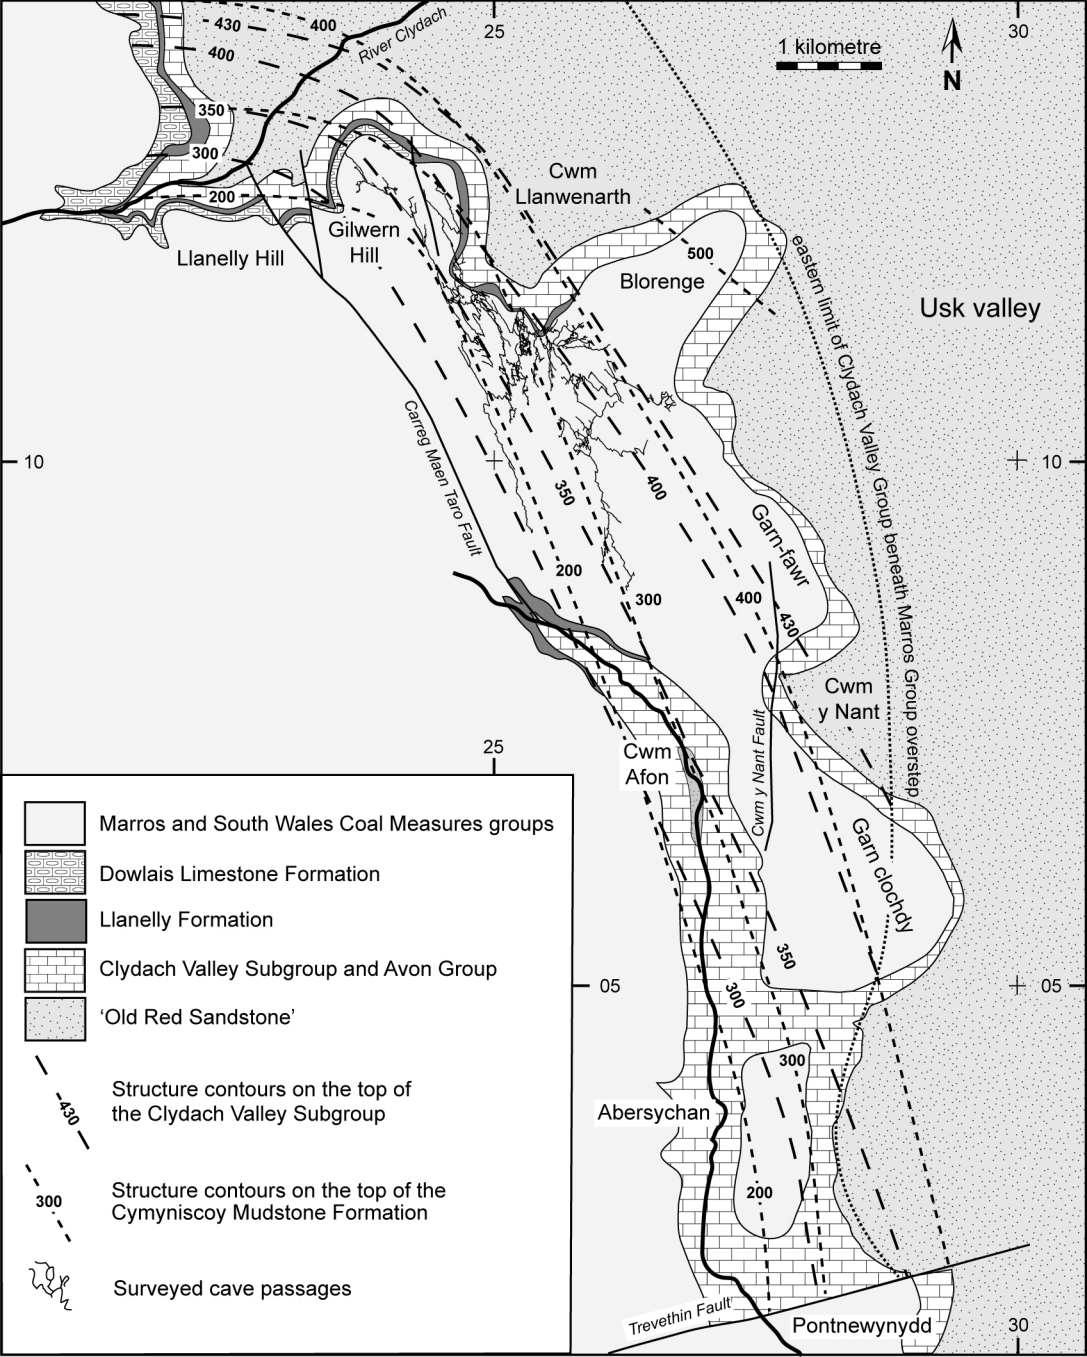 430
400
25
30
River Clydach
400
1 kilometre
N
350
300
Cwm
Llanwenarth
200
Gilwern
Hill
Llanelly Hill
500
Blorenge
eastern limit of Clydach Valley Group beneath Marros Group overstep
Usk valley
Carreg Maen Taro Fault
10
10
350
400
Garn-fawr
200
300
400
430
Cwm
y Nant
Cwm y Nant Fault
25
Cwm
Afon
Garn clochdy
350
300
05
05
300
Abersychan
200
Trevethin Fault
Pontnewynydd
30
Marros and South Wales Coal Measures groups
Dowlais Limestone Formation
Llanelly Formation
Clydach Valley Subgroup and Avon Group
‘Old Red Sandstone’
430
Structure contours on the top of
the Clydach Valley Subgroup
300
Structure contours on the top of the
Cymyniscoy Mudstone Formation
Surveyed cave passages